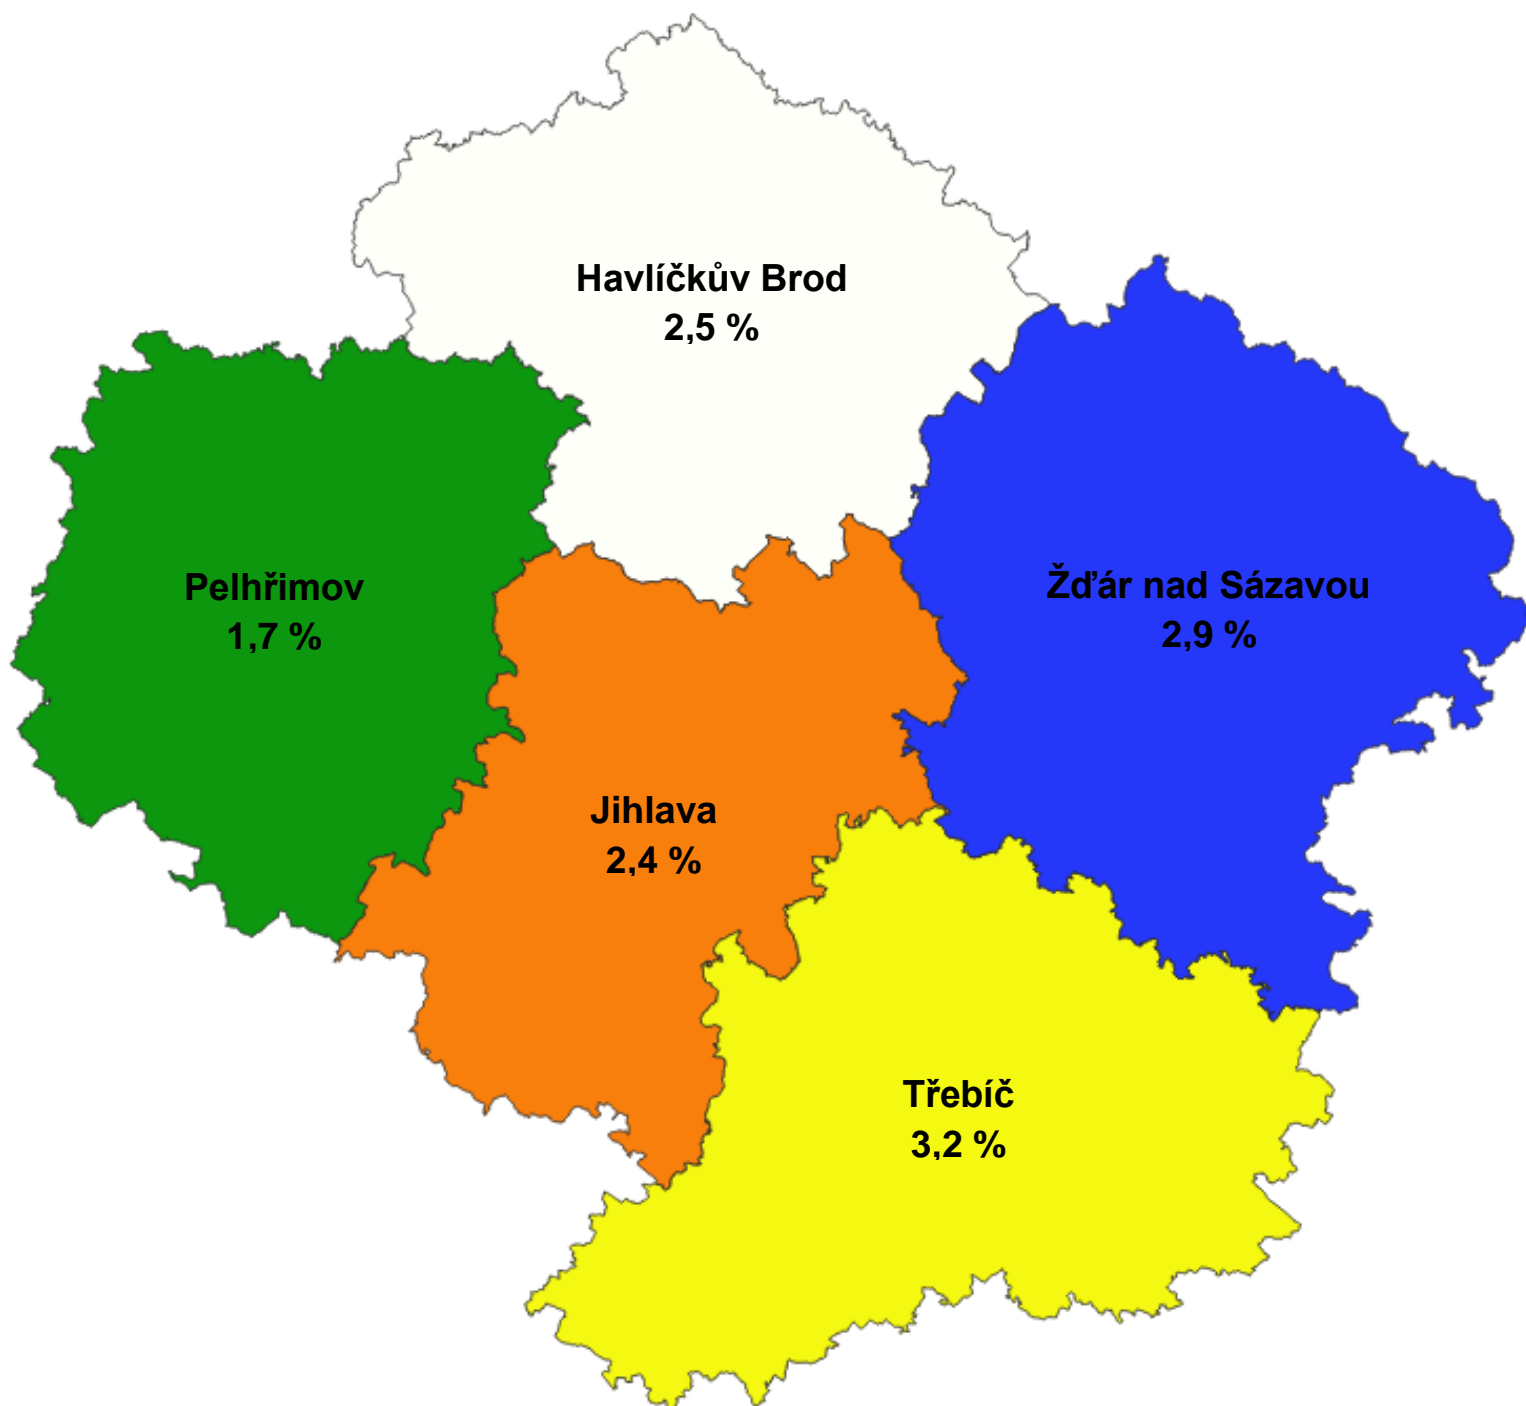 Havlíčkův Brod
2,5 %
Pelhřimov
1,7 %
Žďár nad Sázavou
2,9 %
Jihlava
2,4 %
Třebíč
3,2 %